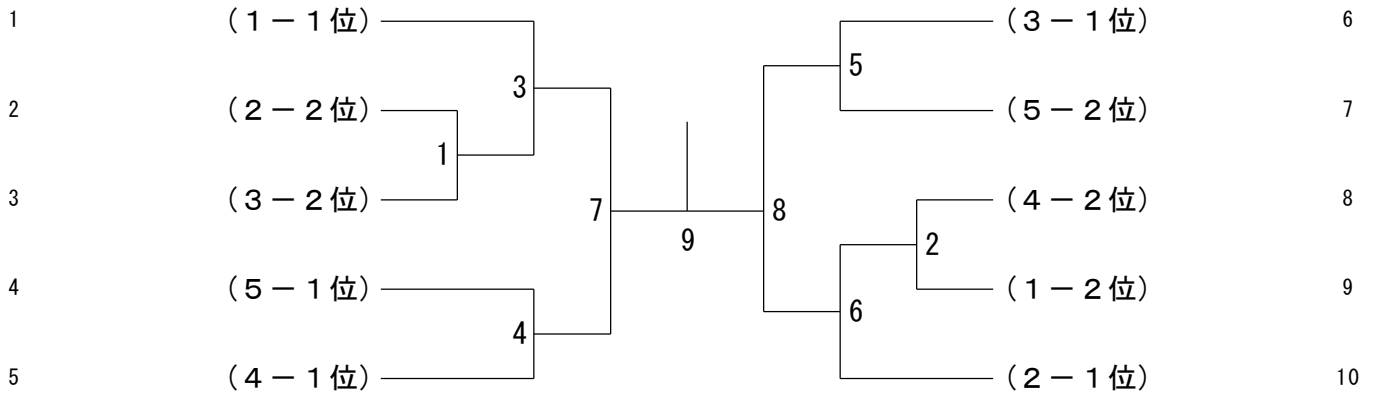 1 （１－１位） （３－１位） 6
3 5
2 （２－２位） （５－２位） 7
1
3 （３－２位） （４－２位） 8
7 8
9 2
4 （５－１位） （１－２位） 9
4 6
5 （４－１位） （２－１位） 10